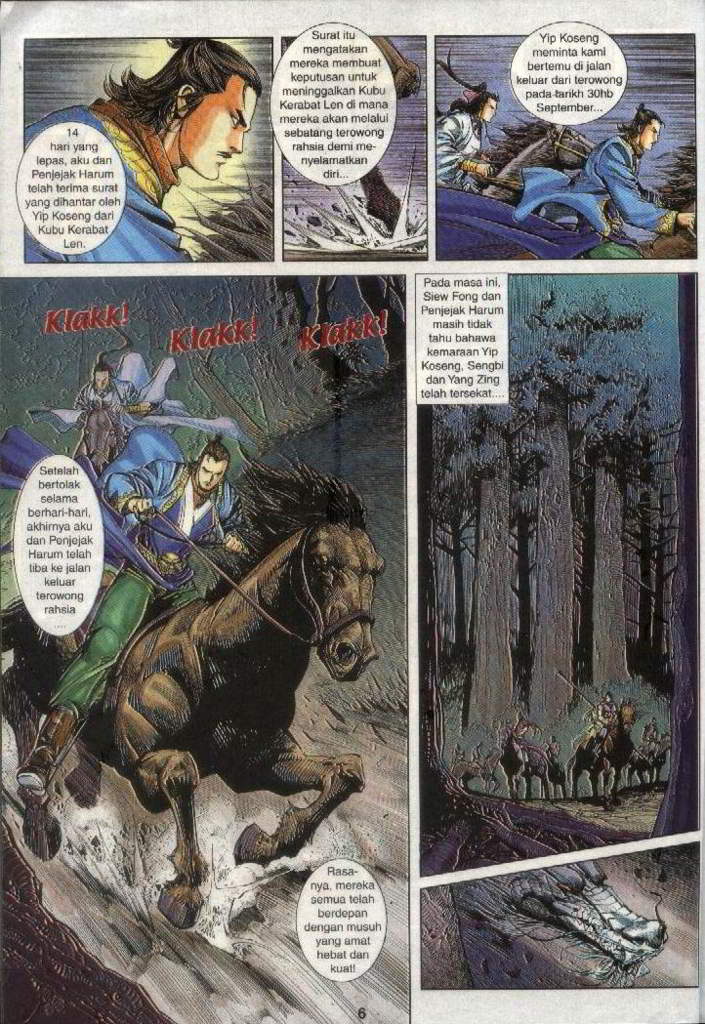 14
hari yang
lepas, aku dan
Penjejak Harum
telah terima surat
yang dihantar oleh
Yip Koseng dari
Kubu Kerabat
Len.
Surat itu
mengatakan
mereka membuat
keputusan untuk
meninggalkan Kubu
Kerabat Len di mana
mereka akan melalui
sebatang terowong
rahsia demi me-
nyelamatkan
diri...
Yip Koseng
meminta kami
bertemu di jalan
keluar dari terowong
pada tarikh 30hb
September...
Klakk!
Klakk!
Klakk!
Setelah
bertolak
selama
berhari-hari,
akhirnya aku
dan Penjejak
Harum telah
tiba ke jalan
keluar
terowong
rahsia
....
Rasa-
nya, mereka
semua telah
berdepan
dengan musuh
yang amat
hebat dan
kuat!
Pada masa ini,
Siew Fong dan
Penjejak Harum
masih tidak
tahu bahawa
kemaraan Yip
Koseng, Sengbi
dan Yang Zing
telah tersekat....
6